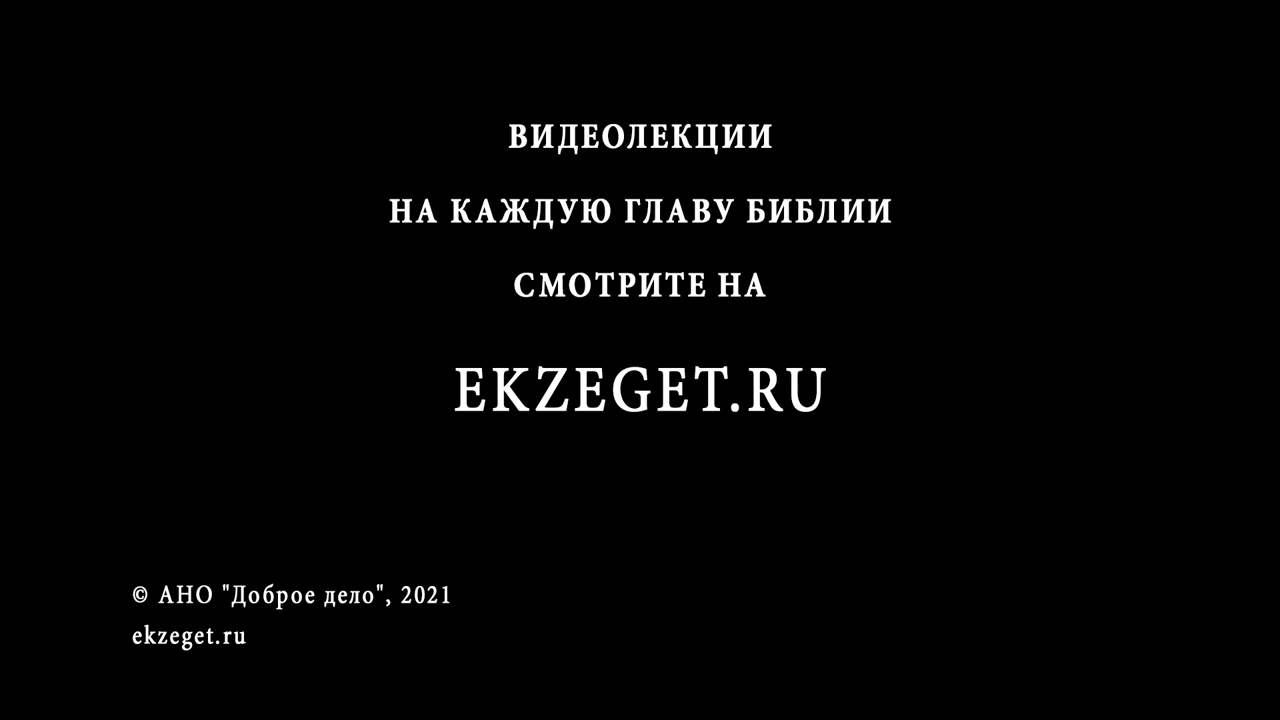 ВИДЕОЛЕКЦИИ
НА КАЖДУЮ ГЛАВУ БИБЛИИ
СМОТРИТЕ НА
EKZEGET.RU
© АНО "Доброе дело", 2021
ekzeget.ru